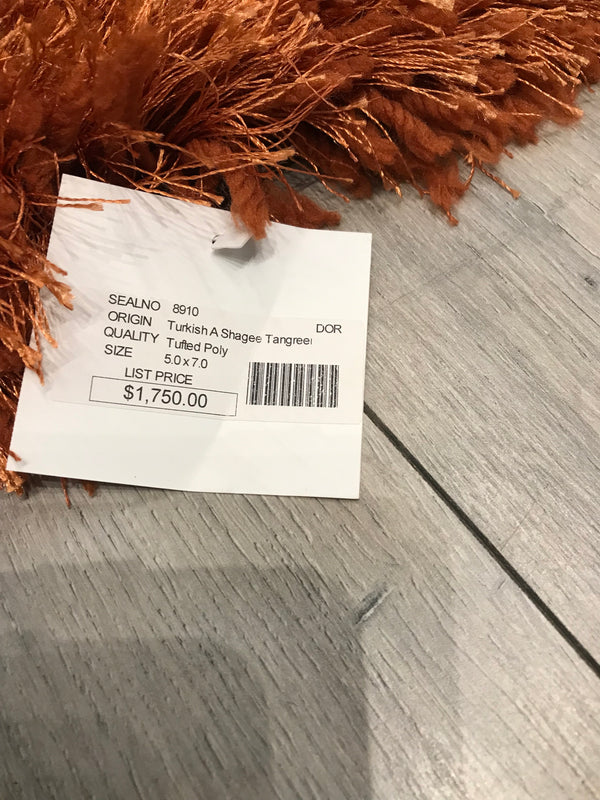 SEALNO 8910
ORIGIN Turkish A Shagee Tangreei DOR
QUALITY Tufted Poly
SIZE 5.0 x 7.0
LIST PRICE
$1,750.00